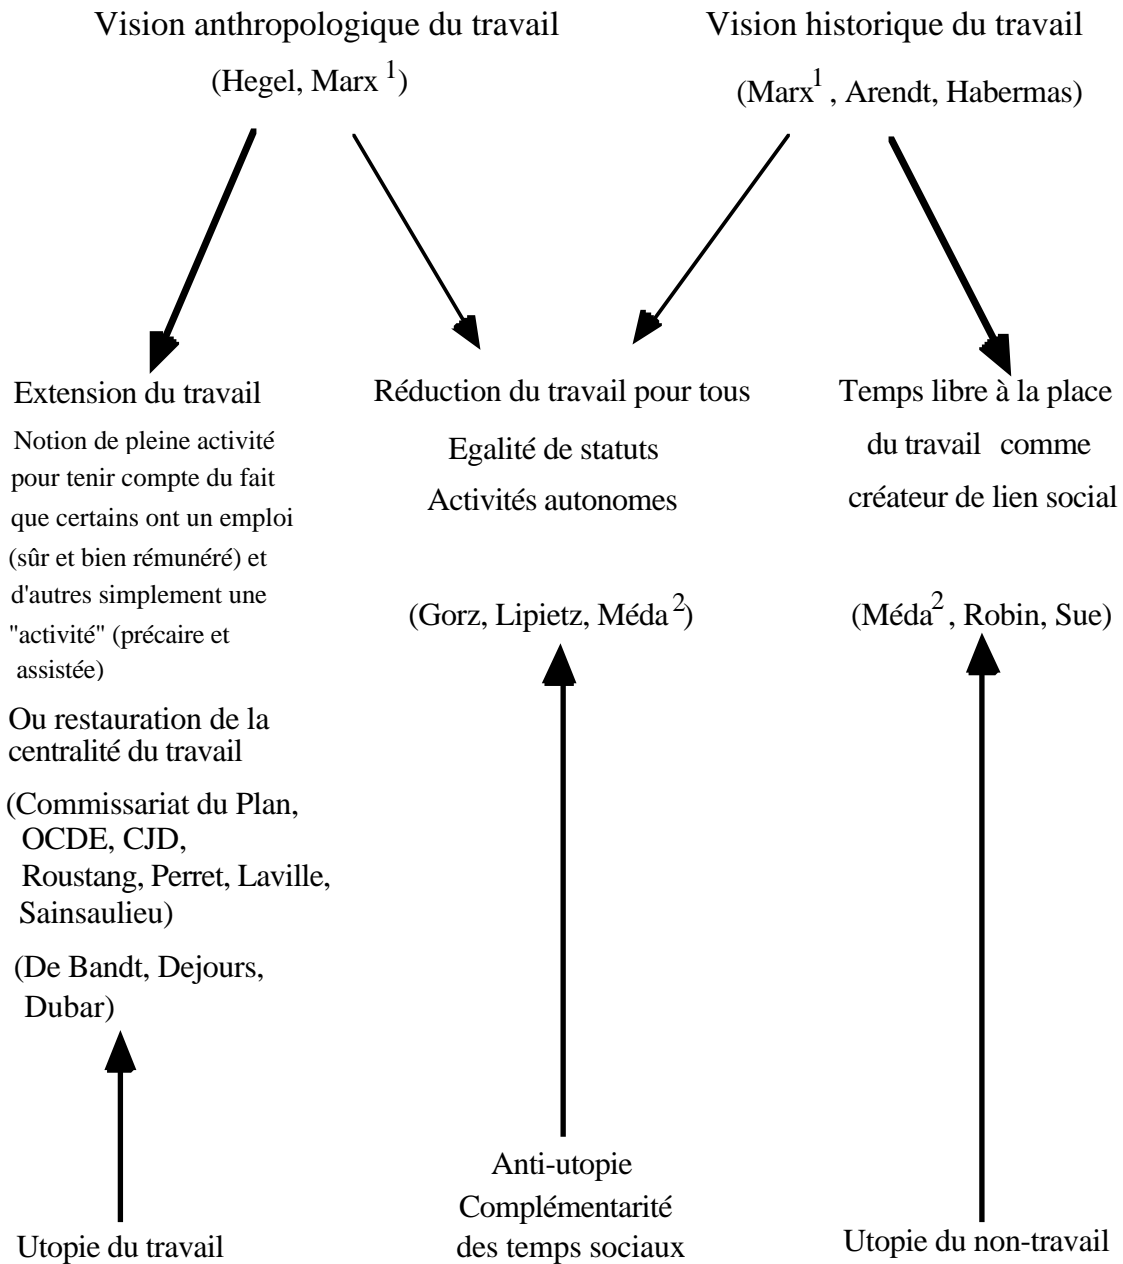 Vision anthropologique du travail
(Hegel, Marx 1)
Vision historique du travail
(Marx1 , Arendt, Habermas)
Extension du travail
Notion de pleine activité
pour tenir compte du fait
que certains ont un emploi
(sûr et bien rémunéré) et
d'autres simplement une
"activité" (précaire et
assistée)
Ou restauration de la
centralité du travail
(Commissariat du Plan,
OCDE, CJD,
Roustang, Perret, Laville,
Sainsaulieu)
(De Bandt, Dejours,
Dubar)
Utopie du travail
Réduction du travail pour tous
Egalité de statuts
Activités autonomes
(Gorz, Lipietz, Méda 2)
Anti-utopie
Complémentarité
des temps sociaux
Temps libre à la place
du travail comme
créateur de lien social
(Méda2 , Robin, Sue)
Utopie du non-travail